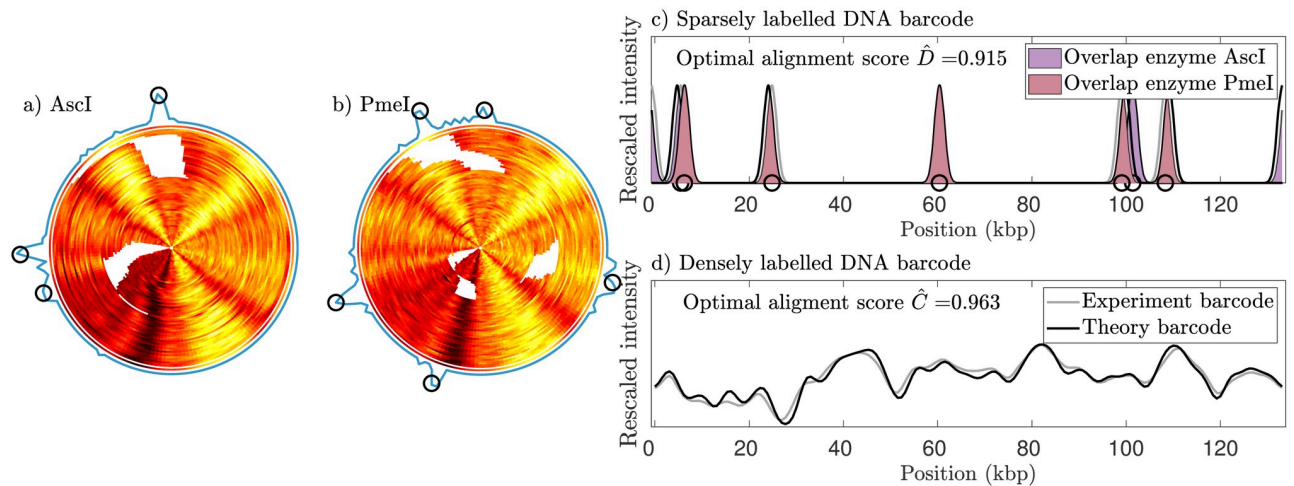 a) AscI
b) PmeI
c) Sparsely labelled DNA barcode
Optimal alignment score D̂ =0.915
Overlap enzyme AscI
Overlap enzyme PmeI
Rescaled intensity
0 20 40 60 80 100 120
Position (kbp)
d) Densely labelled DNA barcode
Optimal aligment score Ĉ =0.963
Experiment barcode
Theory barcode
Rescaled intensity
0 20 40 60 80 100 120
Position (kbp)